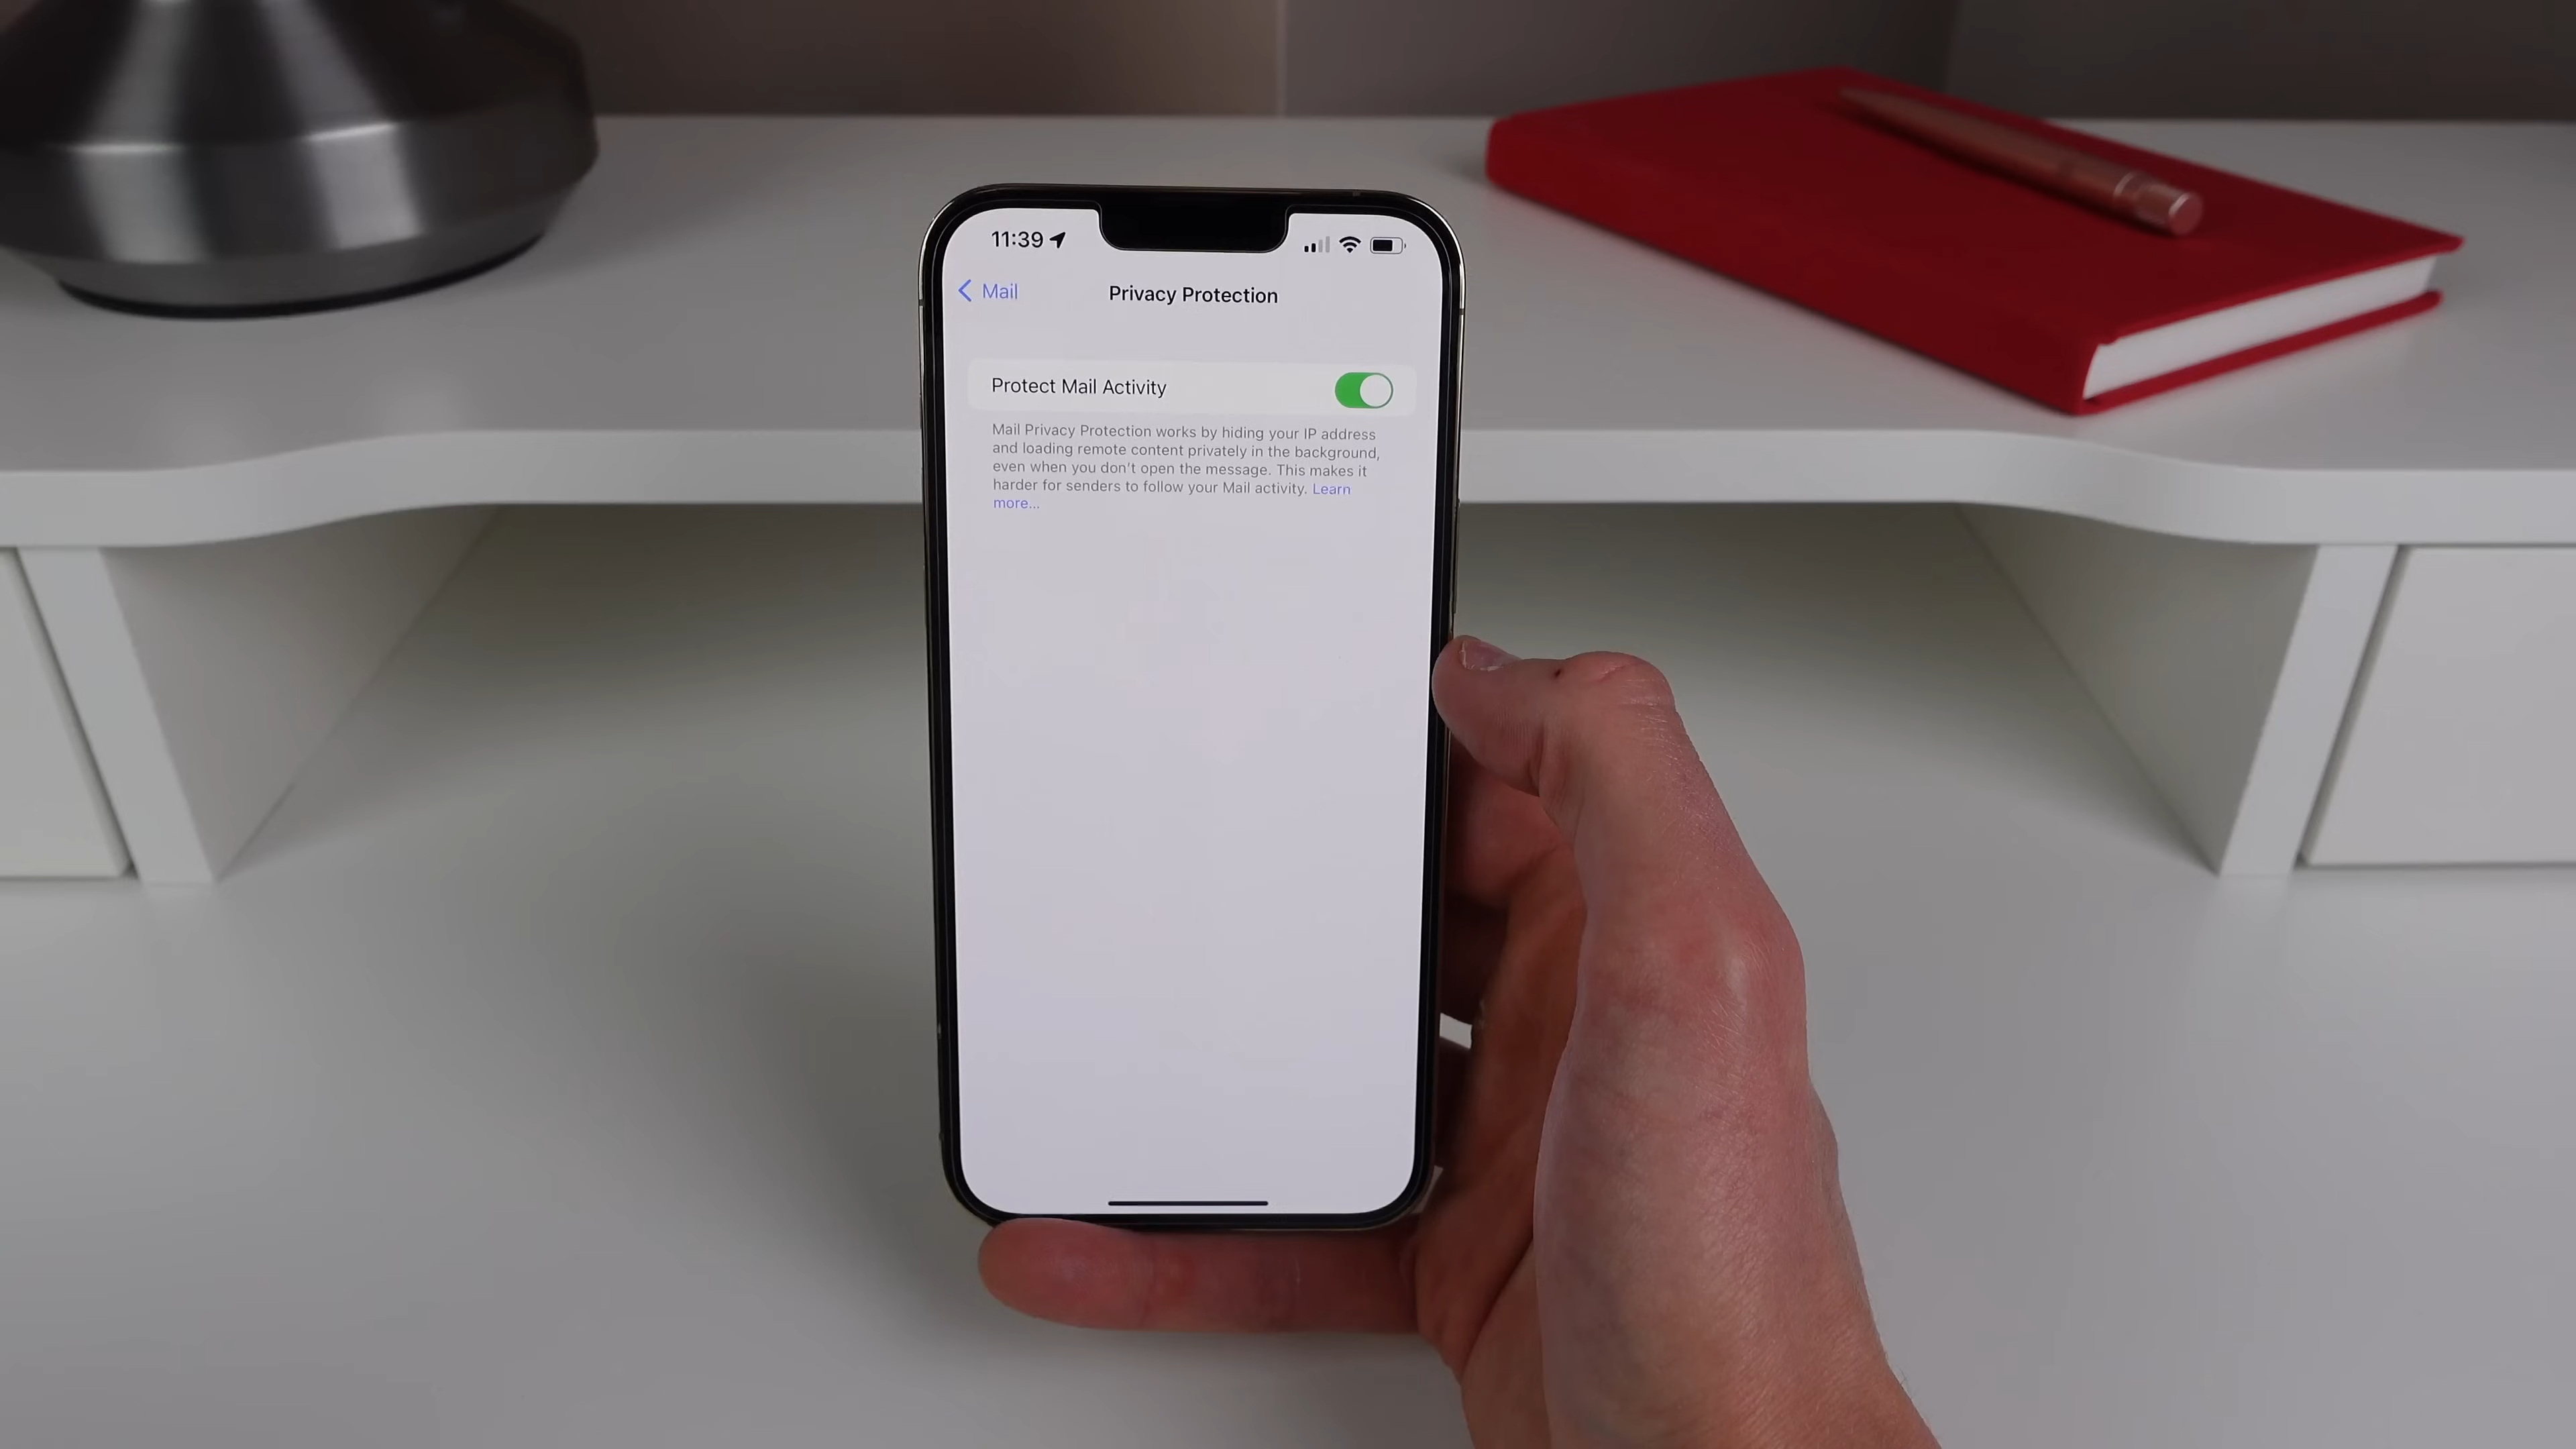 11:39
Mail
Privacy Protection
Protect Mail Activity
Mail Privacy Protection works by hiding your IP address
and loading remote content privately in the background,
even when you don't open the message. This makes it
harder for senders to follow your Mail activity. Learn
more...